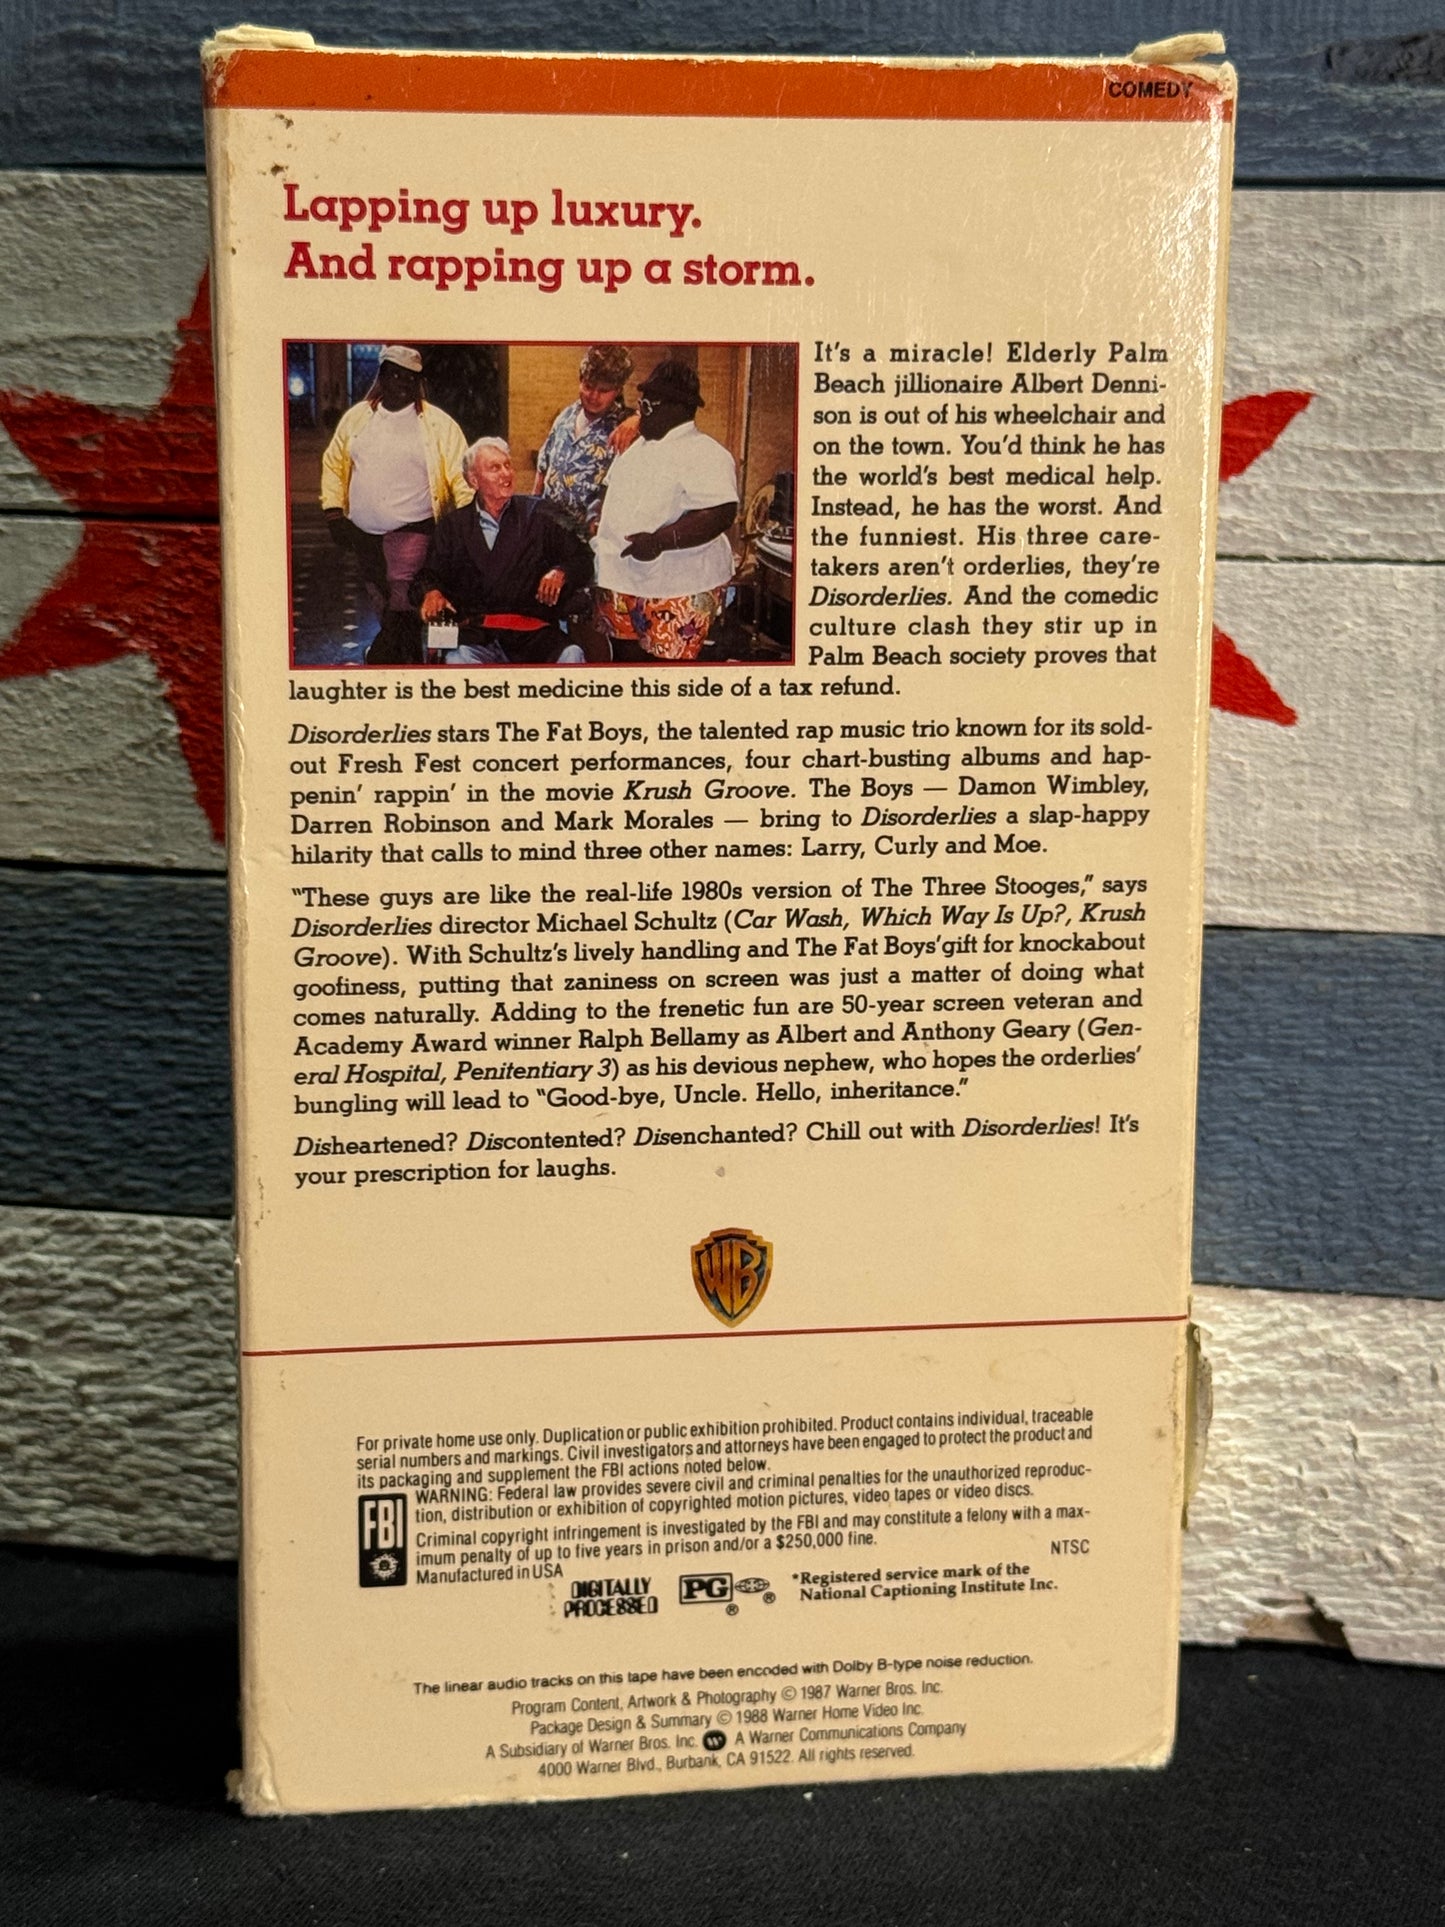 COMEDY
Lapping up luxury.
And rapping up a storm.
It's a miracle! Elderly Palm
Beach jillionaire Albert Denni-
son is out of his wheelchair and
on the town. You'd think he has
the world's best medical help.
Instead, he has the worst. And
the funniest. His three care-
takers aren't orderlies, they're
Disorderlies. And the comedic
culture clash they stir up in
Palm Beach society proves that
laughter is the best medicine this side of a tax refund.
Disorderlies stars The Fat Boys, the talented rap music trio known for its sold-
out Fresh Fest concert performances, four chart-busting albums and hap-
penin' rappin' in the movie Krush Groove. The Boys — Damon Wimbley,
Darren Robinson and Mark Morales — bring to Disorderlies a slap-happy
hilarity that calls to mind three other names: Larry, Curly and Moe.
"These guys are like the real-life 1980s version of The Three Stooges," says
Disorderlies director Michael Schultz (Car Wash, Which Way Is Up?, Krush
Groove). With Schultz's lively handling and The Fat Boys' gift for knockabout
goofiness, putting that zaniness on screen was just a matter of doing what
comes naturally. Adding to the frenetic fun are 50-year screen veteran and
Academy Award winner Ralph Bellamy as Albert and Anthony Geary (Gen-
eral Hospital, Penitentiary 3) as his devious nephew, who hopes the orderlies'
bungling will lead to "Good-bye, Uncle. Hello, inheritance."
Disheartened? Discontented? Disenchanted? Chill out with Disorderlies! It's
your prescription for laughs.
WB
For private home use only. Duplication or public exhibition prohibited. Product contains individual, traceable
serial numbers and markings. Civil investigators and attorneys have been engaged to protect the product and
its packaging and supplement the FBI actions noted below.
FBI
WARNING: Federal law provides severe civil and criminal penalties for the unauthorized reproduc-
tion, distribution or exhibition of copyrighted motion pictures, video tapes or video discs.
Criminal copyright infringement is investigated by the FBI and may constitute a felony with a max-
imum penalty of up to five years in prison and/or a $250,000 fine.
NTSC
Manufactured in USA
DIGITALLY
PROCESSED
PG ® ®
*Registered service mark of the
National Captioning Institute Inc.
The linear audio tracks on this tape have been encoded with Dolby B-type noise reduction.
Program Content, Artwork & Photography © 1987 Warner Bros. Inc.
Package Design & Summary © 1988 Warner Home Video Inc.
A Subsidiary of Warner Bros. Inc. A Warner Communications Company
4000 Warner Blvd., Burbank, CA 91522. All rights reserved.